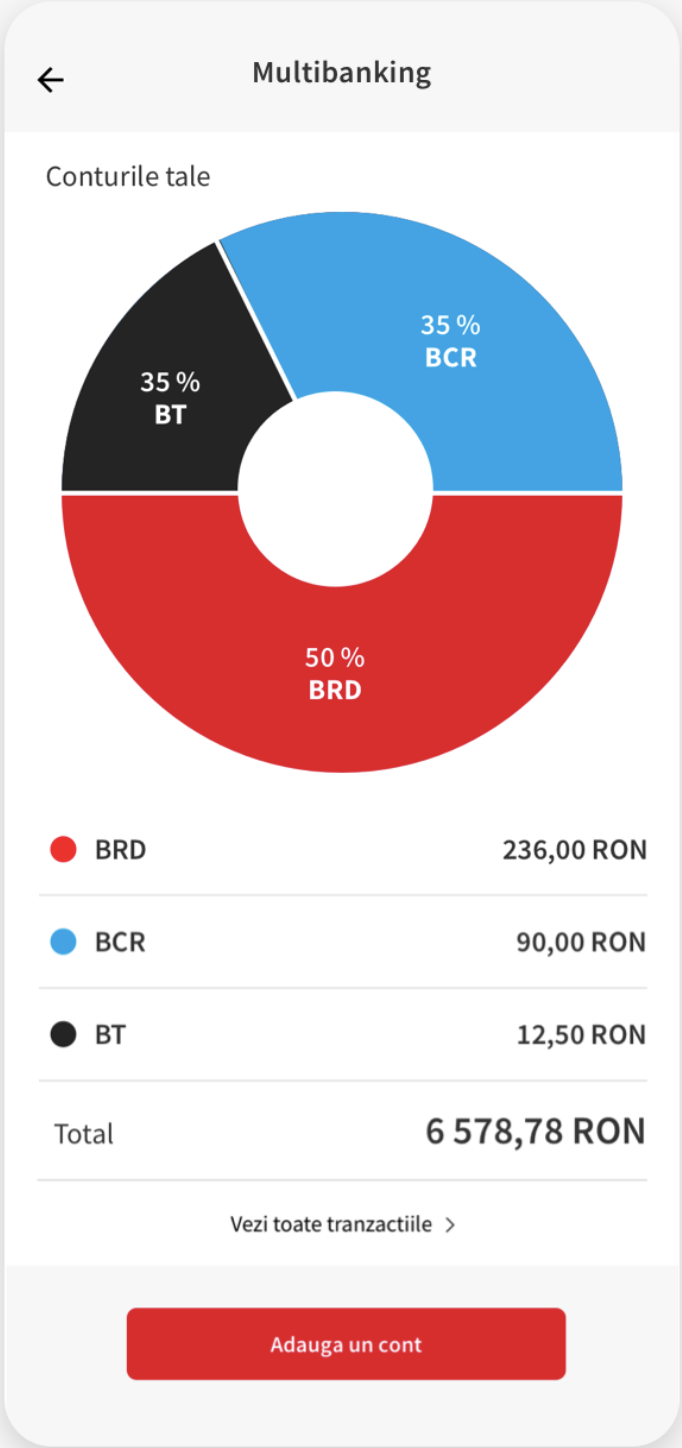 Multibanking
Conturile tale
35 %
BCR
35 %
BT
50 %
BRD
BRD 236,00 RON
BCR 90,00 RON
BT 12,50 RON
Total 6 578,78 RON
Vezi toate tranzactiile
Adauga un cont